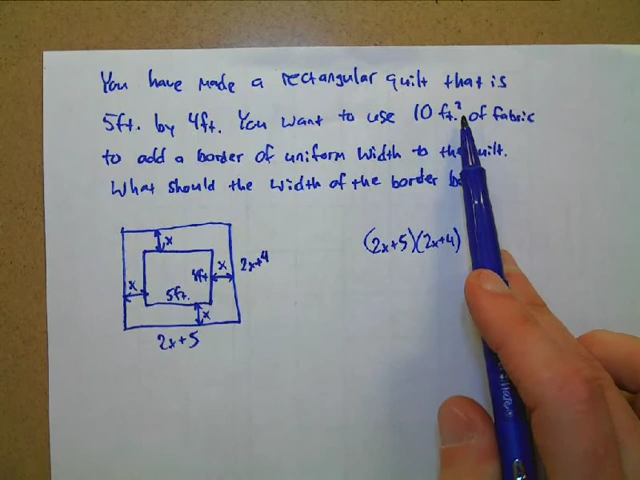 You have made a rectangular quilt that is
5ft. by 4ft. You want to use 10 ft.² of fabric
to add a border of uniform width to the quilt.
What should the width of the border
x
(2x+5)(2x+4)
4ft
x
2x+4
x
5ft.
x
2x+5